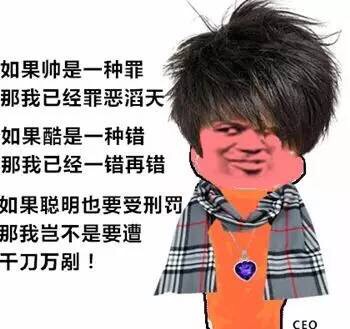 如果帅是一种罪
那我已经罪恶滔天
如果酷是一种错
那我已经一错再错
如果聪明也要受刑罚
那我岂不是要遭
千刀万剐！
CEO